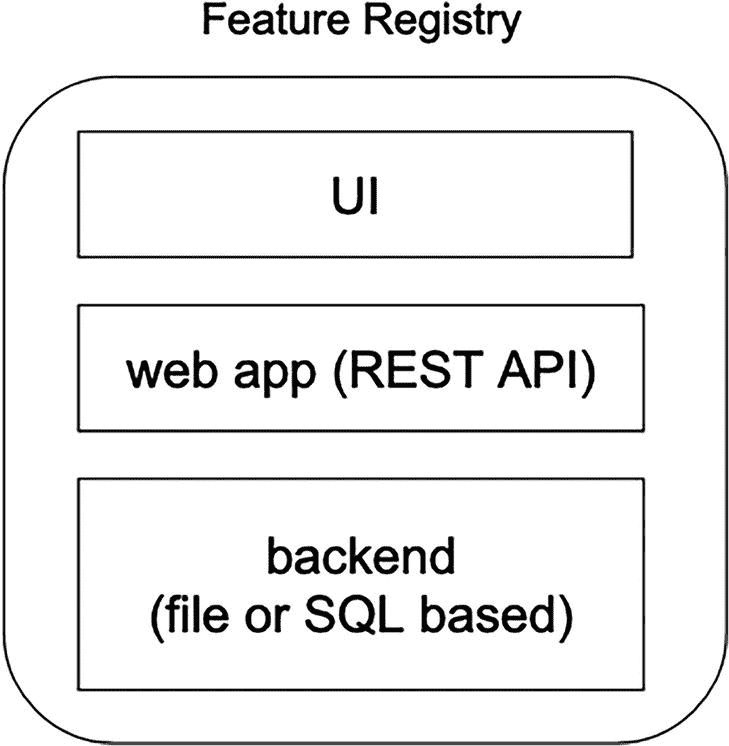 Feature Registry
UI
web app (REST API)
backend
(file or SQL based)